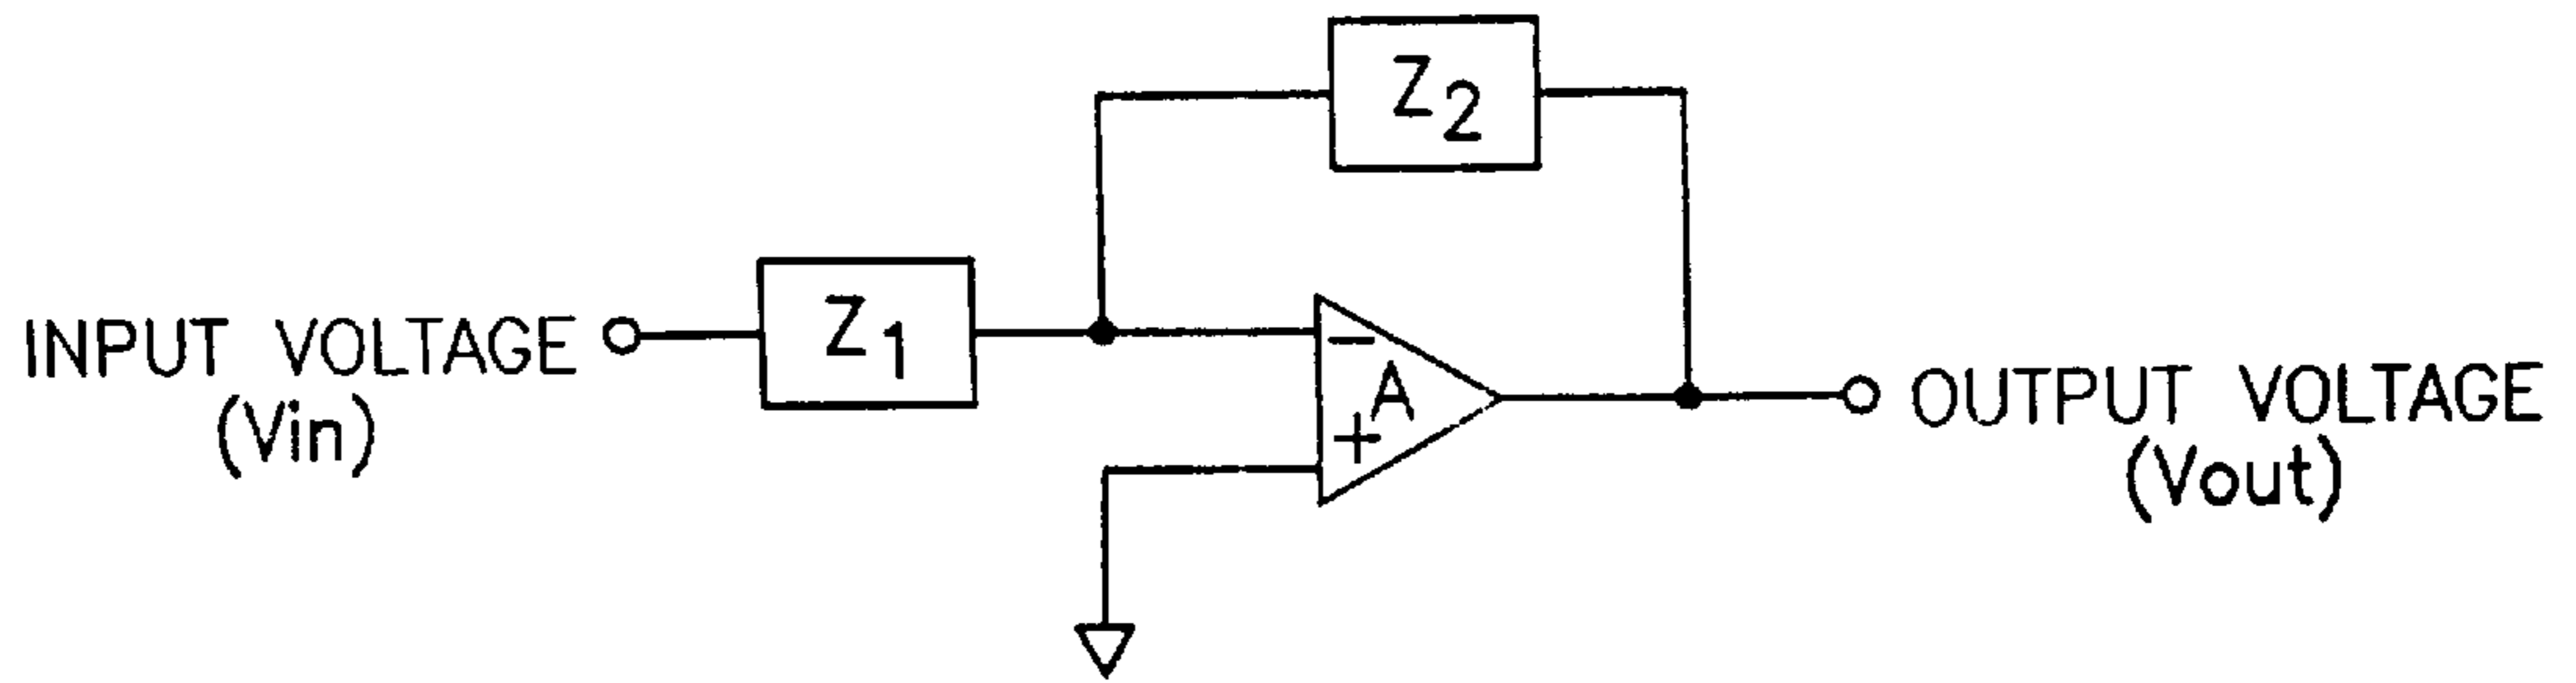 Z2
INPUT VOLTAGE
(Vin)
Z1
−
A
+
OUTPUT VOLTAGE
(Vout)